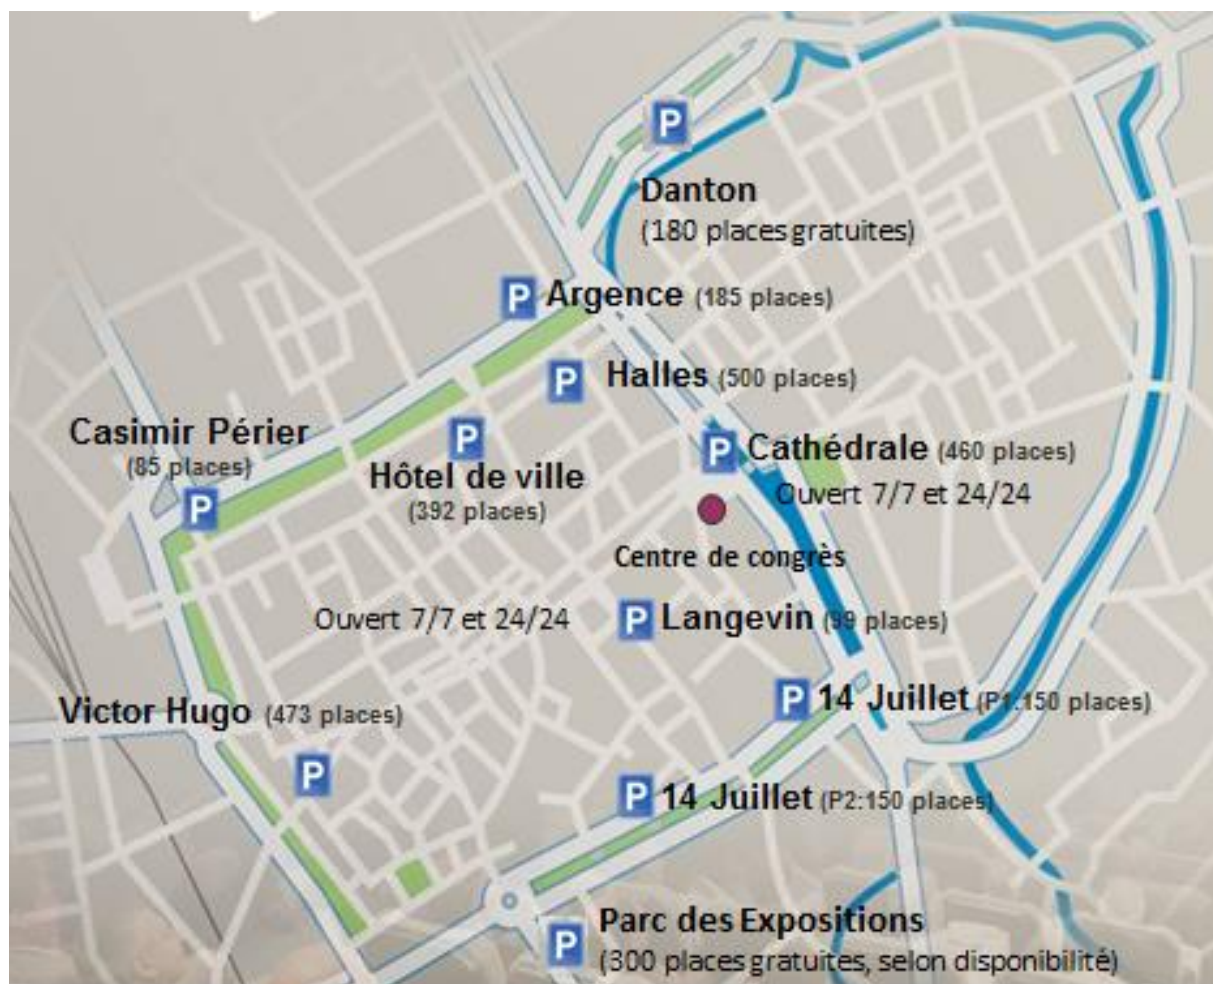 P
Danton
(180 places gratuites)
P Argence (185 places)
P Halles (500 places)
Casimir Périer
(85 places)
P
P
Hôtel de ville
(392 places)
P Cathédrale (460 places)
Ouvert 7/7 et 24/24
Centre de congrès
Ouvert 7/7 et 24/24
P Langevin (99 places)
P 14 Juillet (P1:150 places)
Victor Hugo (473 places)
P
P 14 Juillet (P2:150 places)
P Parc des Expositions
(300 places gratuites, selon disponibilité)